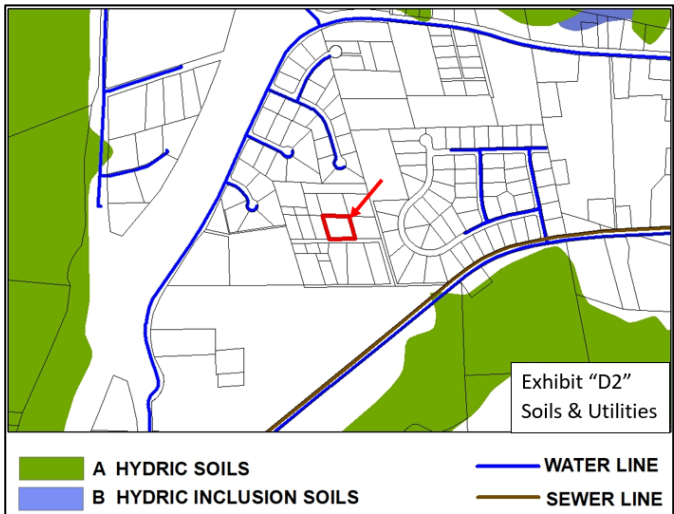 Exhibit “D2”
Soils & Utilities
A HYDRIC SOILS
B HYDRIC INCLUSION SOILS
WATER LINE
SEWER LINE